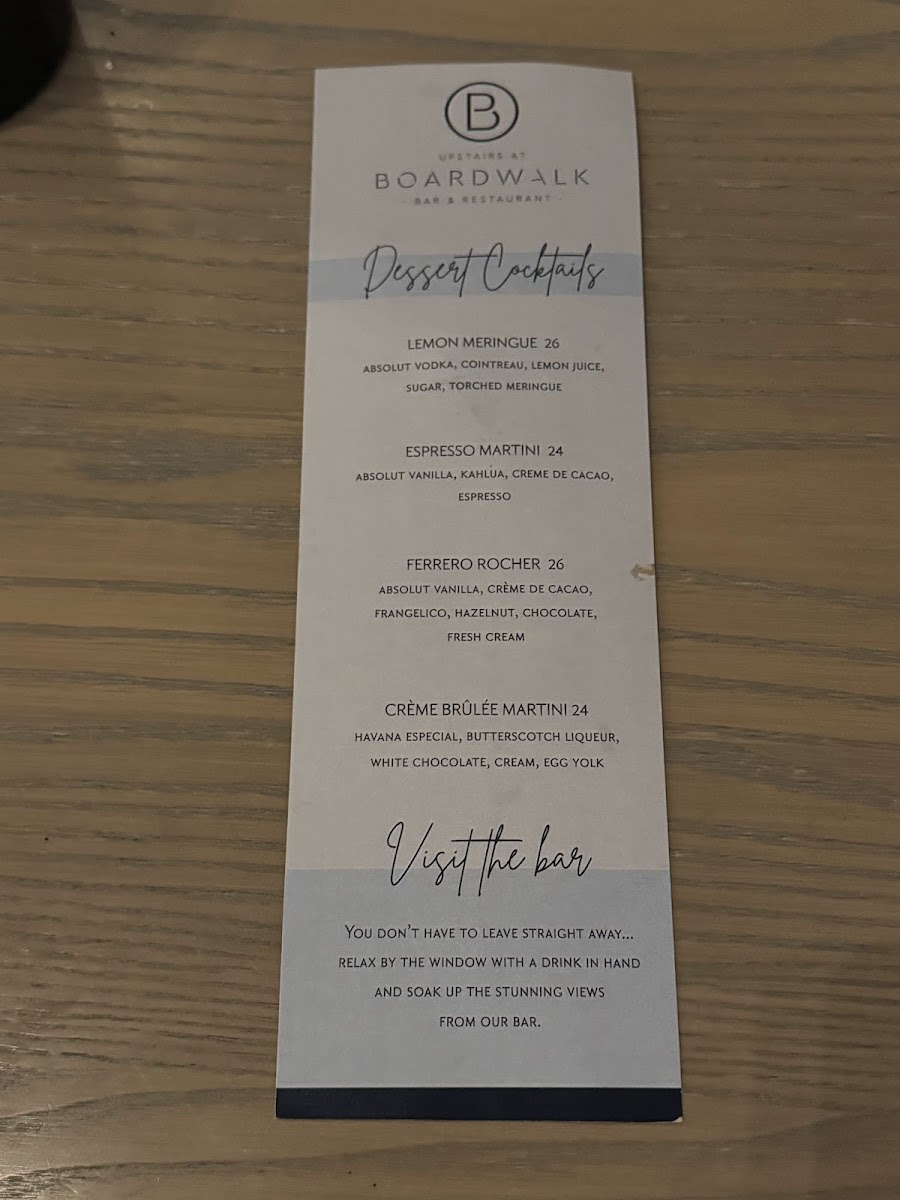 B
UPSTAIRS AT
BOARDWALK
- BAR & RESTAURANT -
Dessert Cocktails
LEMON MERINGUE 26
ABSOLUT VODKA, COINTREAU, LEMON JUICE,
SUGAR, TORCHED MERINGUE
ESPRESSO MARTINI 24
ABSOLUT VANILLA, KAHLUA, CREME DE CACAO,
ESPRESSO
FERRERO ROCHER 26
ABSOLUT VANILLA, CRÈME DE CACAO,
FRANGELICO, HAZELNUT, CHOCOLATE,
FRESH CREAM
CRÈME BRÛLÉE MARTINI 24
HAVANA ESPECIAL, BUTTERSCOTCH LIQUEUR,
WHITE CHOCOLATE, CREAM, EGG YOLK
Visit the bar
YOU DON'T HAVE TO LEAVE STRAIGHT AWAY...
RELAX BY THE WINDOW WITH A DRINK IN HAND
AND SOAK UP THE STUNNING VIEWS
FROM OUR BAR.